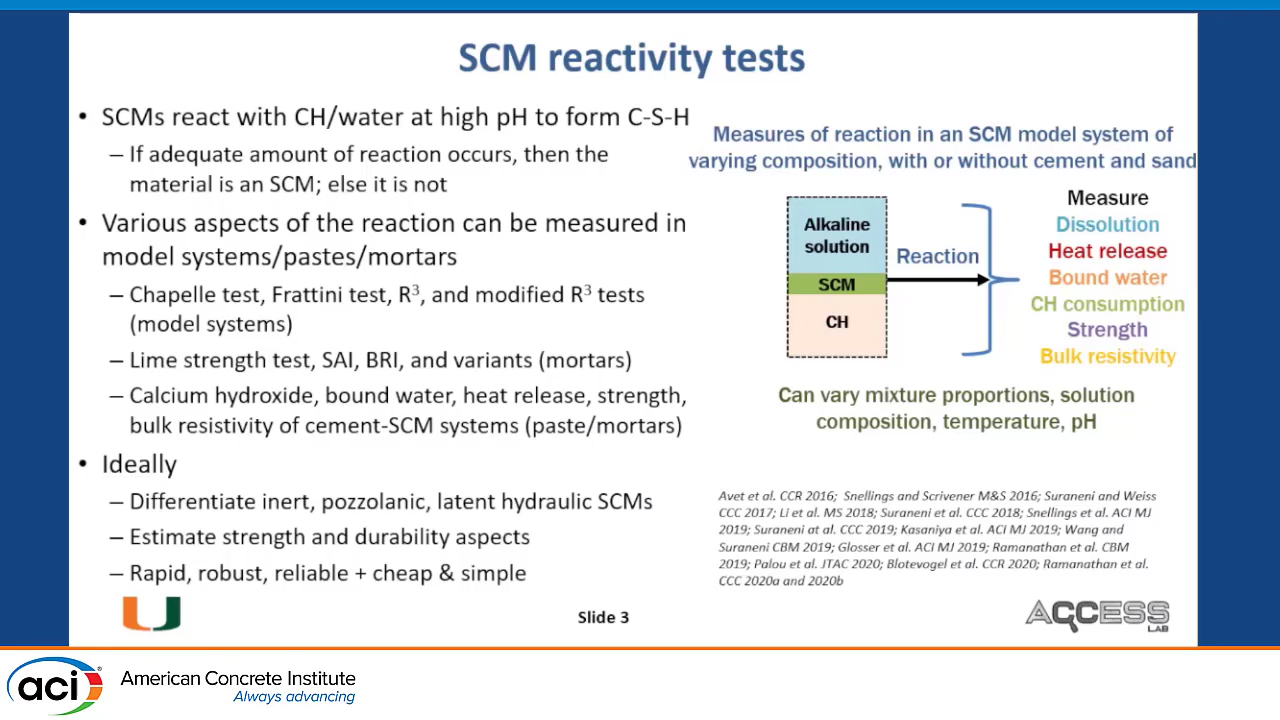 SCM reactivity tests
• SCMs react with CH/water at high pH to form C-S-H
– If adequate amount of reaction occurs, then the
material is an SCM; else it is not
• Various aspects of the reaction can be measured in
model systems/pastes/mortars
– Chapelle test, Frattini test, R³, and modified R³ tests
(model systems)
– Lime strength test, SAI, BRI, and variants (mortars)
– Calcium hydroxide, bound water, heat release, strength,
bulk resistivity of cement-SCM systems (paste/mortars)
• Ideally
– Differentiate inert, pozzolanic, latent hydraulic SCMs
– Estimate strength and durability aspects
– Rapid, robust, reliable + cheap & simple
Measures of reaction in an SCM model system of
varying composition, with or without cement and sand
Alkaline
solution
SCM
CH
Reaction
Measure
Dissolution
Heat release
Bound water
CH consumption
Strength
Bulk resistivity
Can vary mixture proportions, solution
composition, temperature, pH
Avet et al. CCR 2016; Snellings and Scrivener M&S 2016; Suraneni and Weiss
CCC 2017; Li et al. MS 2018; Suraneni et al. CCC 2018; Snellings et al. ACI MJ
2019; Suraneni at al. CCC 2019; Kasaniya et al. ACI MJ 2019; Wang and
Suraneni CBM 2019; Glosser et al. ACI MJ 2019; Ramanathan et al. CBM
2019; Palou et al. JTAC 2020; Blotevogel et al. CCR 2020; Ramanathan et al.
CCC 2020a and 2020b
U
Slide 3
ACCESS
LAB
aci®
American Concrete Institute
Always advancing